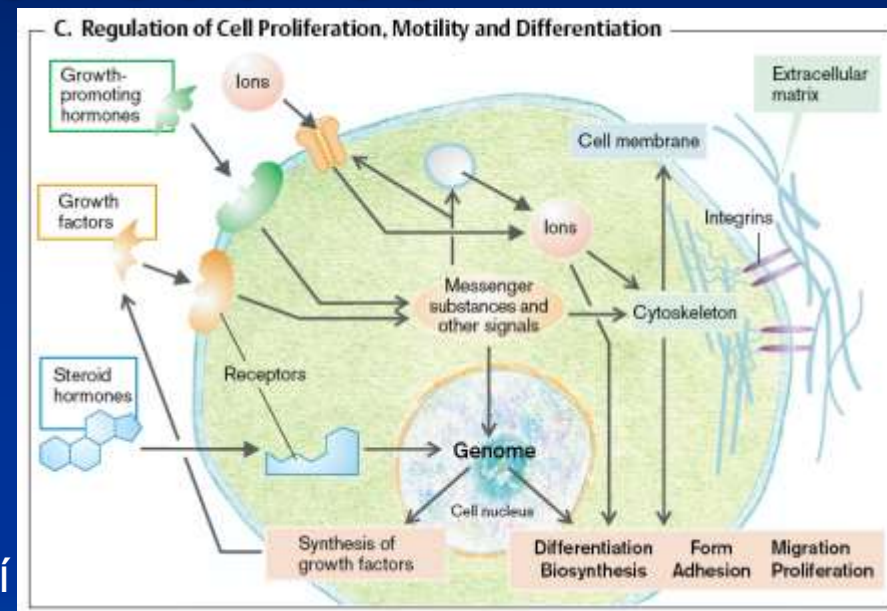 C. Regulation of Cell Proliferation, Motility and Differentiation
Growth-
promoting
hormones
Ions
Extracellular
matrix
Cell membrane
Growth
factors
Integrins
Ions
Messenger
substances and
other signals
Cytoskeleton
Steroid
hormones
Receptors
Genome
Cell nucleus
Synthesis of
growth factors
Differentiation Form Migration
Biosynthesis Adhesion Proliferation
í